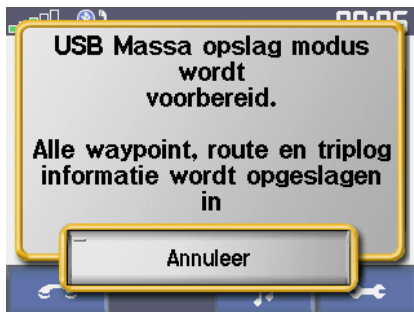 USB Massa opslag modus
wordt
voorbereid.
Alle waypoint, route en triplog
informatie wordt opgeslagen
in
Annuleer